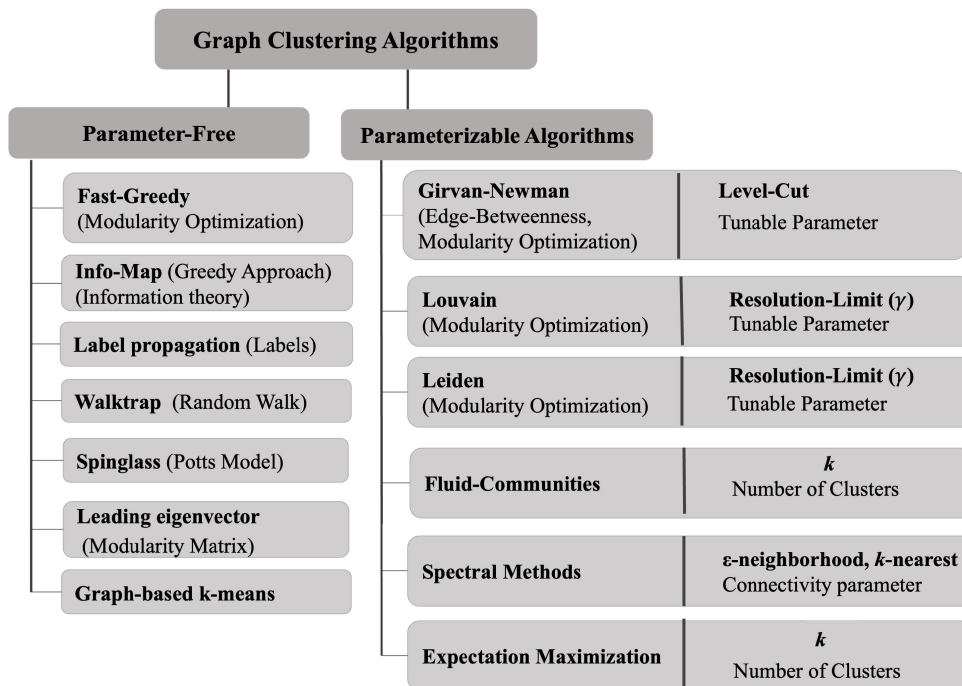 Graph Clustering Algorithms
Parameter-Free
Fast-Greedy
(Modularity Optimization)
Info-Map (Greedy Approach)
(Information theory)
Label propagation (Labels)
Walktrap (Random Walk)
Spinglass (Potts Model)
Leading eigenvector
(Modularity Matrix)
Graph-based k-means
Parameterizable Algorithms
Girvan-Newman
(Edge-Betweenness,
Modularity Optimization)
Level-Cut
Tunable Parameter
Louvain
(Modularity Optimization)
Resolution-Limit (γ)
Tunable Parameter
Leiden
(Modularity Optimization)
Resolution-Limit (γ)
Tunable Parameter
Fluid-Communities
k
Number of Clusters
Spectral Methods
ε-neighborhood, k-nearest
Connectivity parameter
Expectation Maximization
k
Number of Clusters